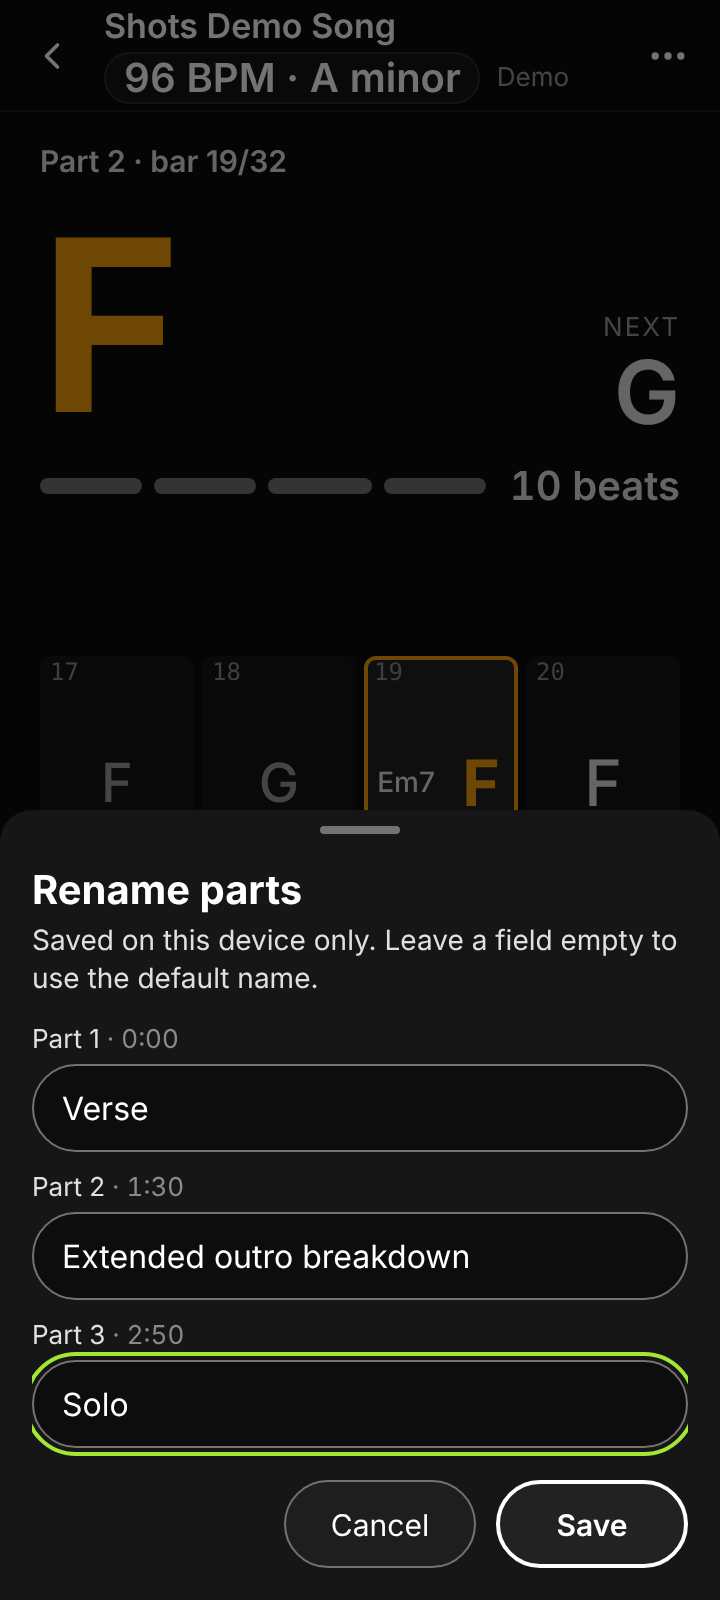 Shots Demo Song
96 BPM · A minor Demo
Part 2 · bar 19/32
F
NEXT
G
10 beats
17 18 19 20
F G Em7 F F
Rename parts
Saved on this device only. Leave a field empty to
use the default name.
Part 1 · 0:00
Verse
Part 2 · 1:30
Extended outro breakdown
Part 3 · 2:50
Solo
Cancel Save